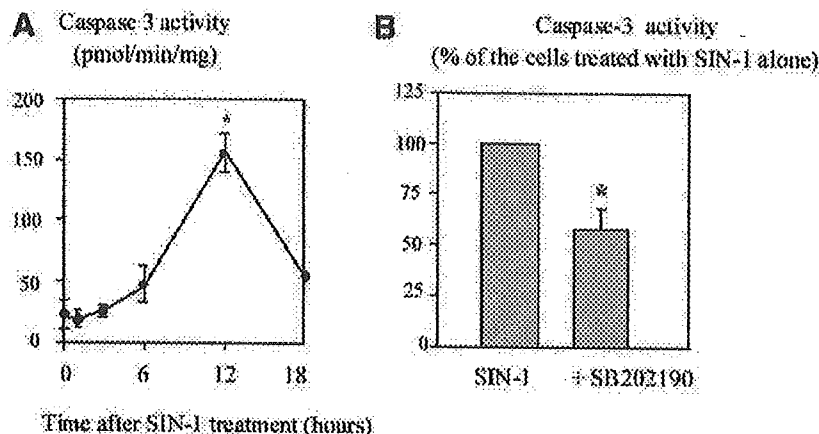 A Caspase 3 activity
(pmol/min/mg)
200
150
100
50
0
*
0 6 12 18
Time after SIN-1 treatment (hours)
B Caspase-3 activity
(% of the cells treated with SIN-1 alone)
125
100
75
50
25
0
*
SIN-1 +SB202190